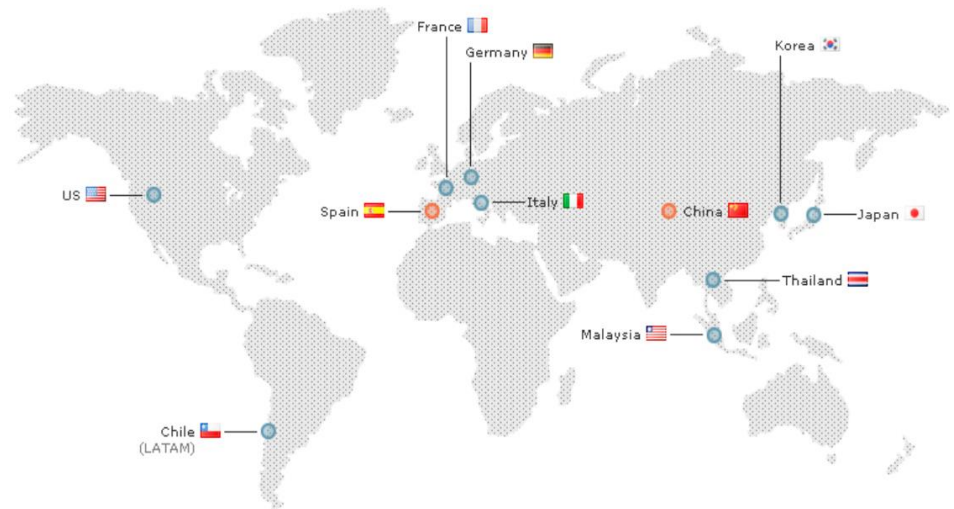 France
Germany
Korea
US
Spain
Italy
China
Japan
Thailand
Malaysia
Chile
(LATAM)